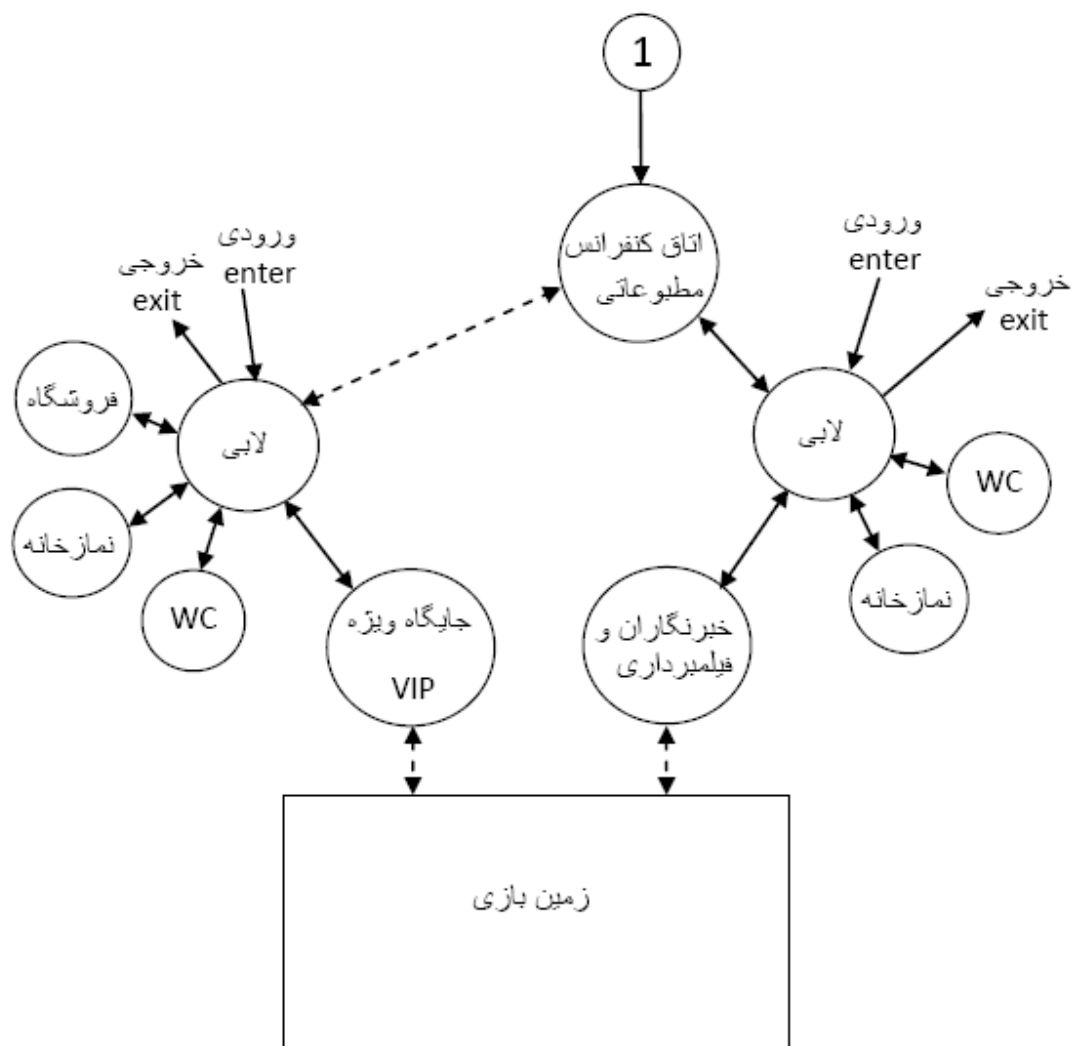 1
اتاق کنفرانس
مطبوعاتی
ورودی
enter
خروجی
exit
ورودی
enter
خروجی
exit
فروشگاه
لابی
لابی
نمازخانه
WC
WC
نمازخانه
جایگاه ویژه
VIP
خبرنگاران و
فیلمبرداری
زمین بازی